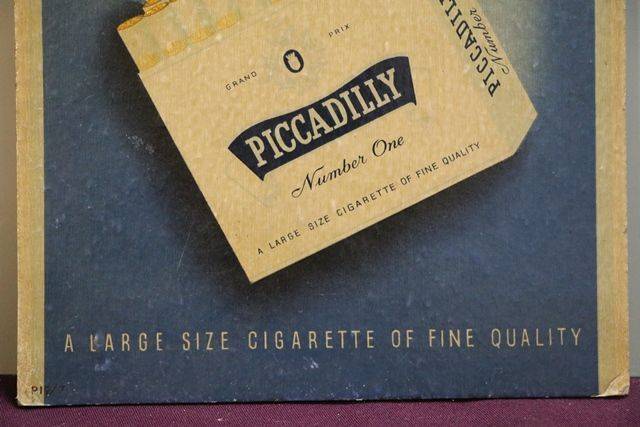 GRAND PRIX
PICCADILLY
Number One
A LARGE SIZE CIGARETTE OF FINE QUALITY
PICCADILLY
Number
A LARGE SIZE CIGARETTE OF FINE QUALITY